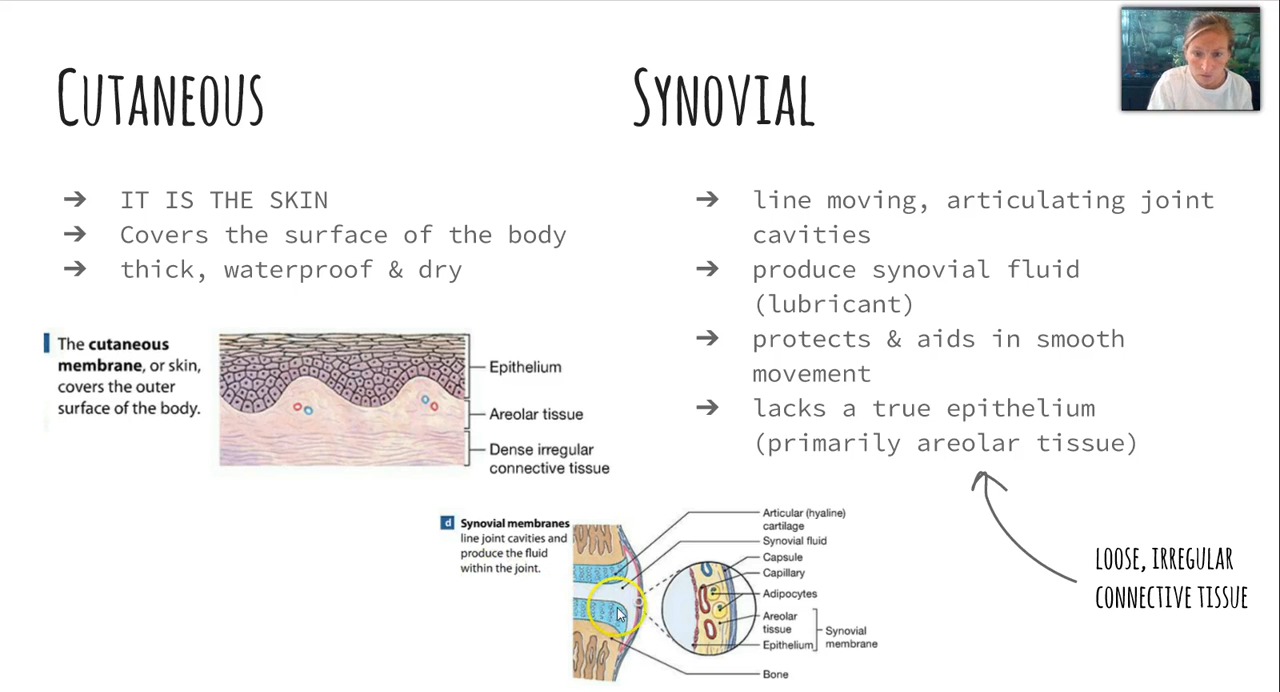 CUTANEOUS
➔ IT IS THE SKIN
➔ Covers the surface of the body
➔ thick, waterproof & dry
The cutaneous
membrane, or skin,
covers the outer
surface of the body.
Epithelium
Areolar tissue
Dense irregular
connective tissue
SYNOVIAL
➔ line moving, articulating joint
cavities
➔ produce synovial fluid
(lubricant)
➔ protects & aids in smooth
movement
➔ lacks a true epithelium
(primarily areolar tissue)
LOOSE, IRREGULAR
CONNECTIVE TISSUE
d Synovial membranes
line joint cavities and
produce the fluid
within the joint.
Articular (hyaline)
cartilage
Synovial fluid
Capsule
Capillary
Adipocytes
Areolar
tissue
Epithelium
Synovial
membrane
Bone